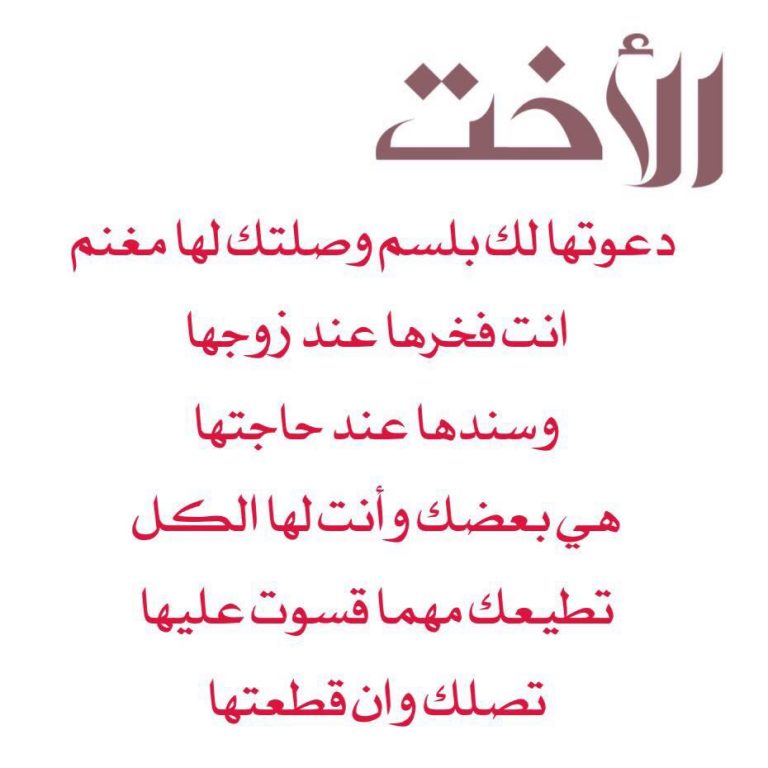 الأخت
دعوتها لك بلسم وصلتك لها مغنم
انت فخرها عند زوجها
وسندها عند حاجتها
هي بعضك وأنت لها الكل
تطيعك مهما قسوت عليها
تصلك وان قطعتها